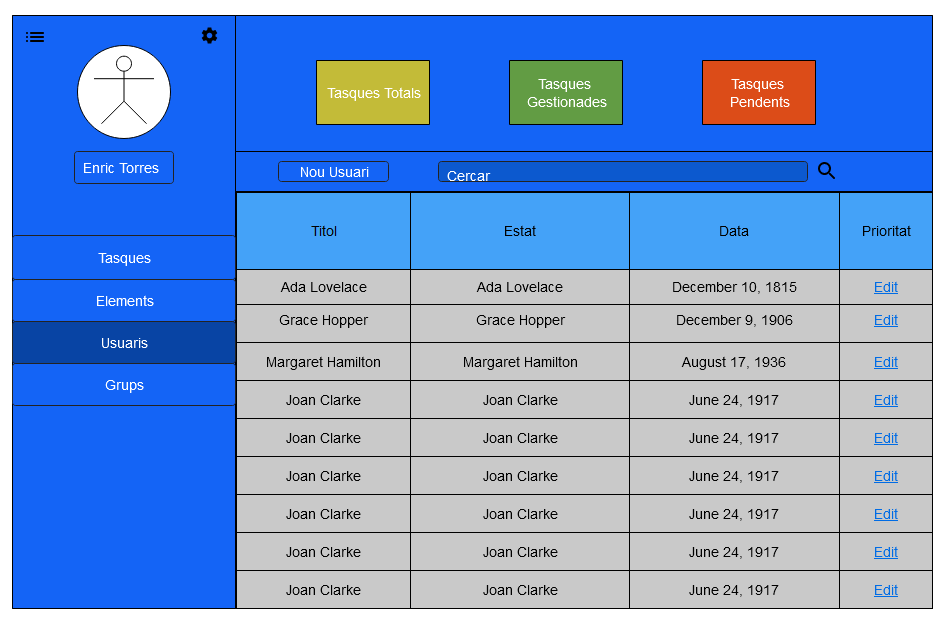 Enric Torres
Tasques
Elements
Usuaris
Grups
Tasques Totals
Tasques
Gestionades
Tasques
Pendents
Nou Usuari
Cercar
Titol Estat Data Prioritat
Ada Lovelace Ada Lovelace December 10, 1815 Edit
Grace Hopper Grace Hopper December 9, 1906 Edit
Margaret Hamilton Margaret Hamilton August 17, 1936 Edit
Joan Clarke Joan Clarke June 24, 1917 Edit
Joan Clarke Joan Clarke June 24, 1917 Edit
Joan Clarke Joan Clarke June 24, 1917 Edit
Joan Clarke Joan Clarke June 24, 1917 Edit
Joan Clarke Joan Clarke June 24, 1917 Edit
Joan Clarke Joan Clarke June 24, 1917 Edit